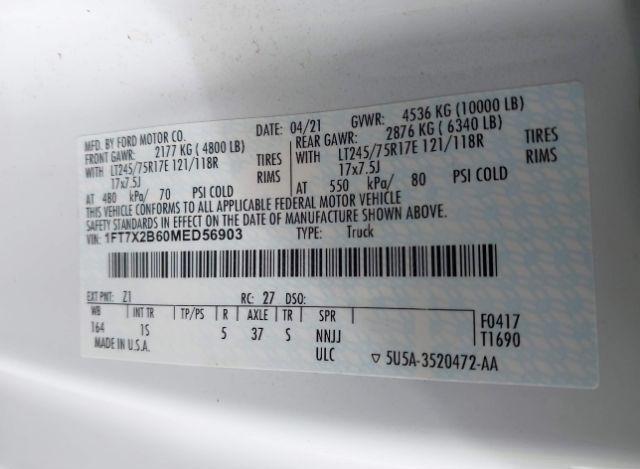 MFD. BY FORD MOTOR CO.
DATE: 04/21
GVWR: 4536 KG (10000 LB)
FRONT GAWR: 2177 KG ( 4800 LB)
REAR GAWR: 2876 KG ( 6340 LB)
WITH LT245/75R17E 121/118R TIRES
WITH LT245/75R17E 121/118R TIRES
17x7.5J RIMS
17x7.5J RIMS
AT 480 kPa/ 70 PSI COLD
AT 550 kPa/ 80 PSI COLD
THIS VEHICLE CONFORMS TO ALL APPLICABLE FEDERAL MOTOR VEHICLE
SAFETY STANDARDS IN EFFECT ON THE DATE OF MANUFACTURE SHOWN ABOVE.
VIN: 1FT7X2B60MED56903 TYPE: Truck
EXT PNT: Z1 RC: 27 DSO:
WB INT TR TP/PS R AXLE TR SPR
164 1S 5 37 S NNJJ
F0417
T1690
MADE IN U.S.A. ULC
▽ 5U5A-3520472-AA